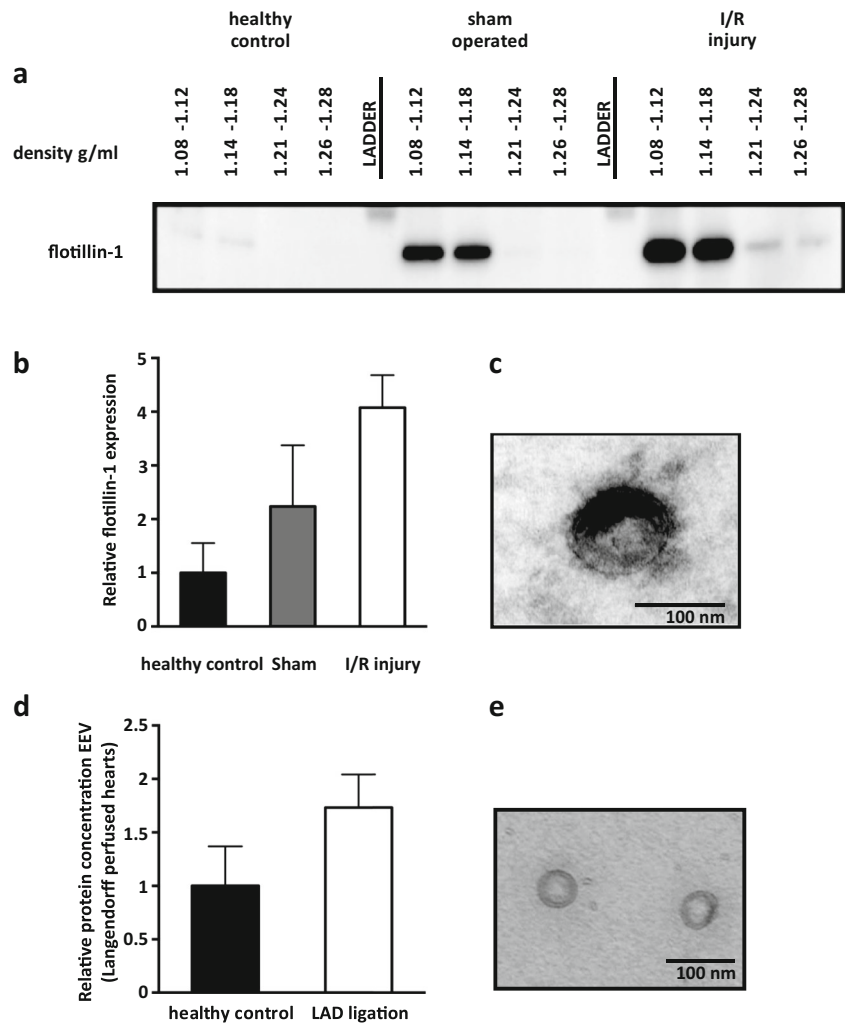 healthy
control
sham
operated
I/R
injury
a
density g/ml
1.08 -1.12
1.14 -1.18
1.21 -1.24
1.26 -1.28
LADDER
1.08 -1.12
1.14 -1.18
1.21 -1.24
1.26 -1.28
LADDER
1.08 -1.12
1.14 -1.18
1.21 -1.24
1.26 -1.28
flotillin-1
b
Relative flotillin-1 expression
5
4
3
2
1
0
healthy control Sham I/R injury
c
100 nm
d
Relative protein concentration EEV
(Langendorff perfused hearts)
2.5
2
1.5
1
0.5
0
healthy control LAD ligation
e
100 nm